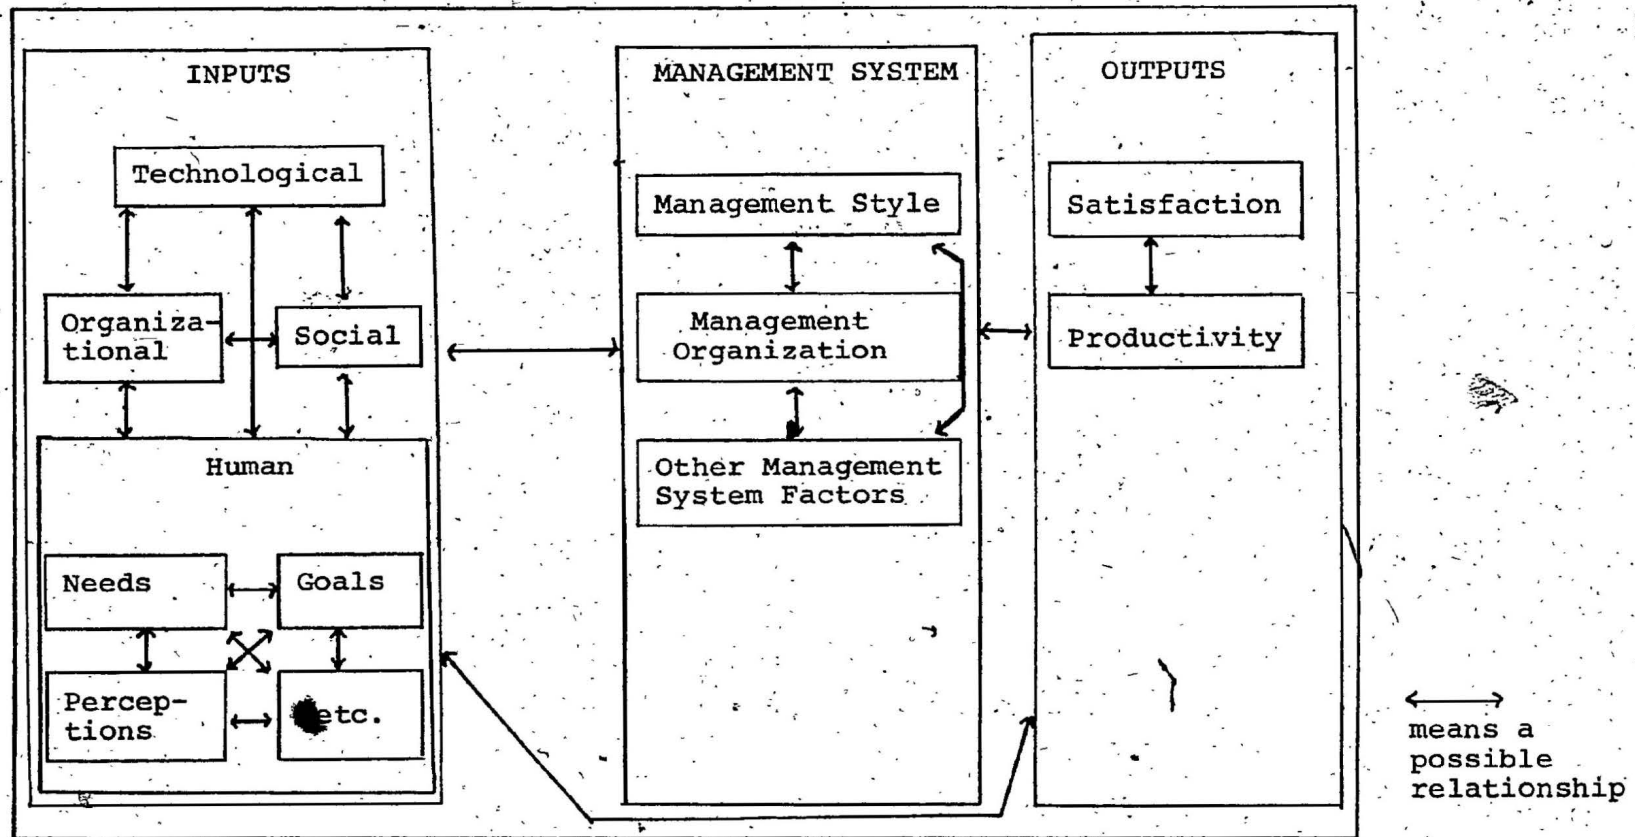 INPUTS
Technological
Organiza-
tional
Social
Human
Needs
Goals
Percep-
tions
etc.
MANAGEMENT SYSTEM
Management Style
Management
Organization
Other Management
System Factors
OUTPUTS
Satisfaction
Productivity
means a
possible
relationship